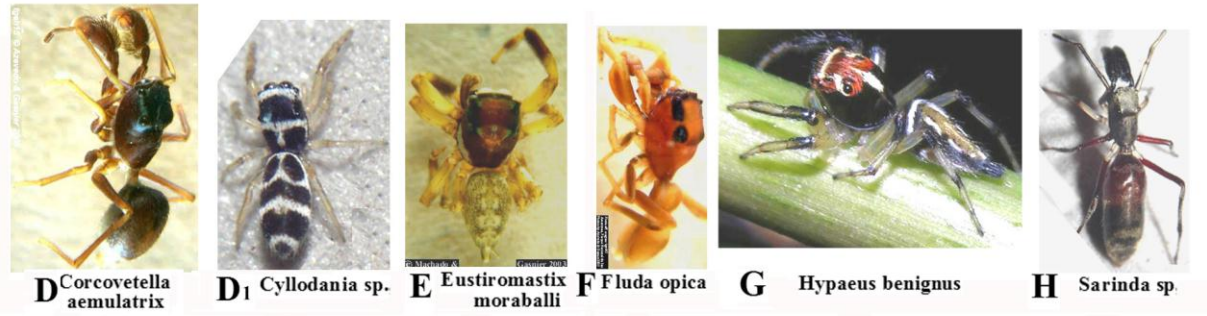 D Corcovetella
aemulatrix
D1 Cyllodania sp.
E Eustiromastix
moraballi
F Fluda opica
G Hypaeus benignus
H Sarinda sp.
© Machado &
Gasnier 2003